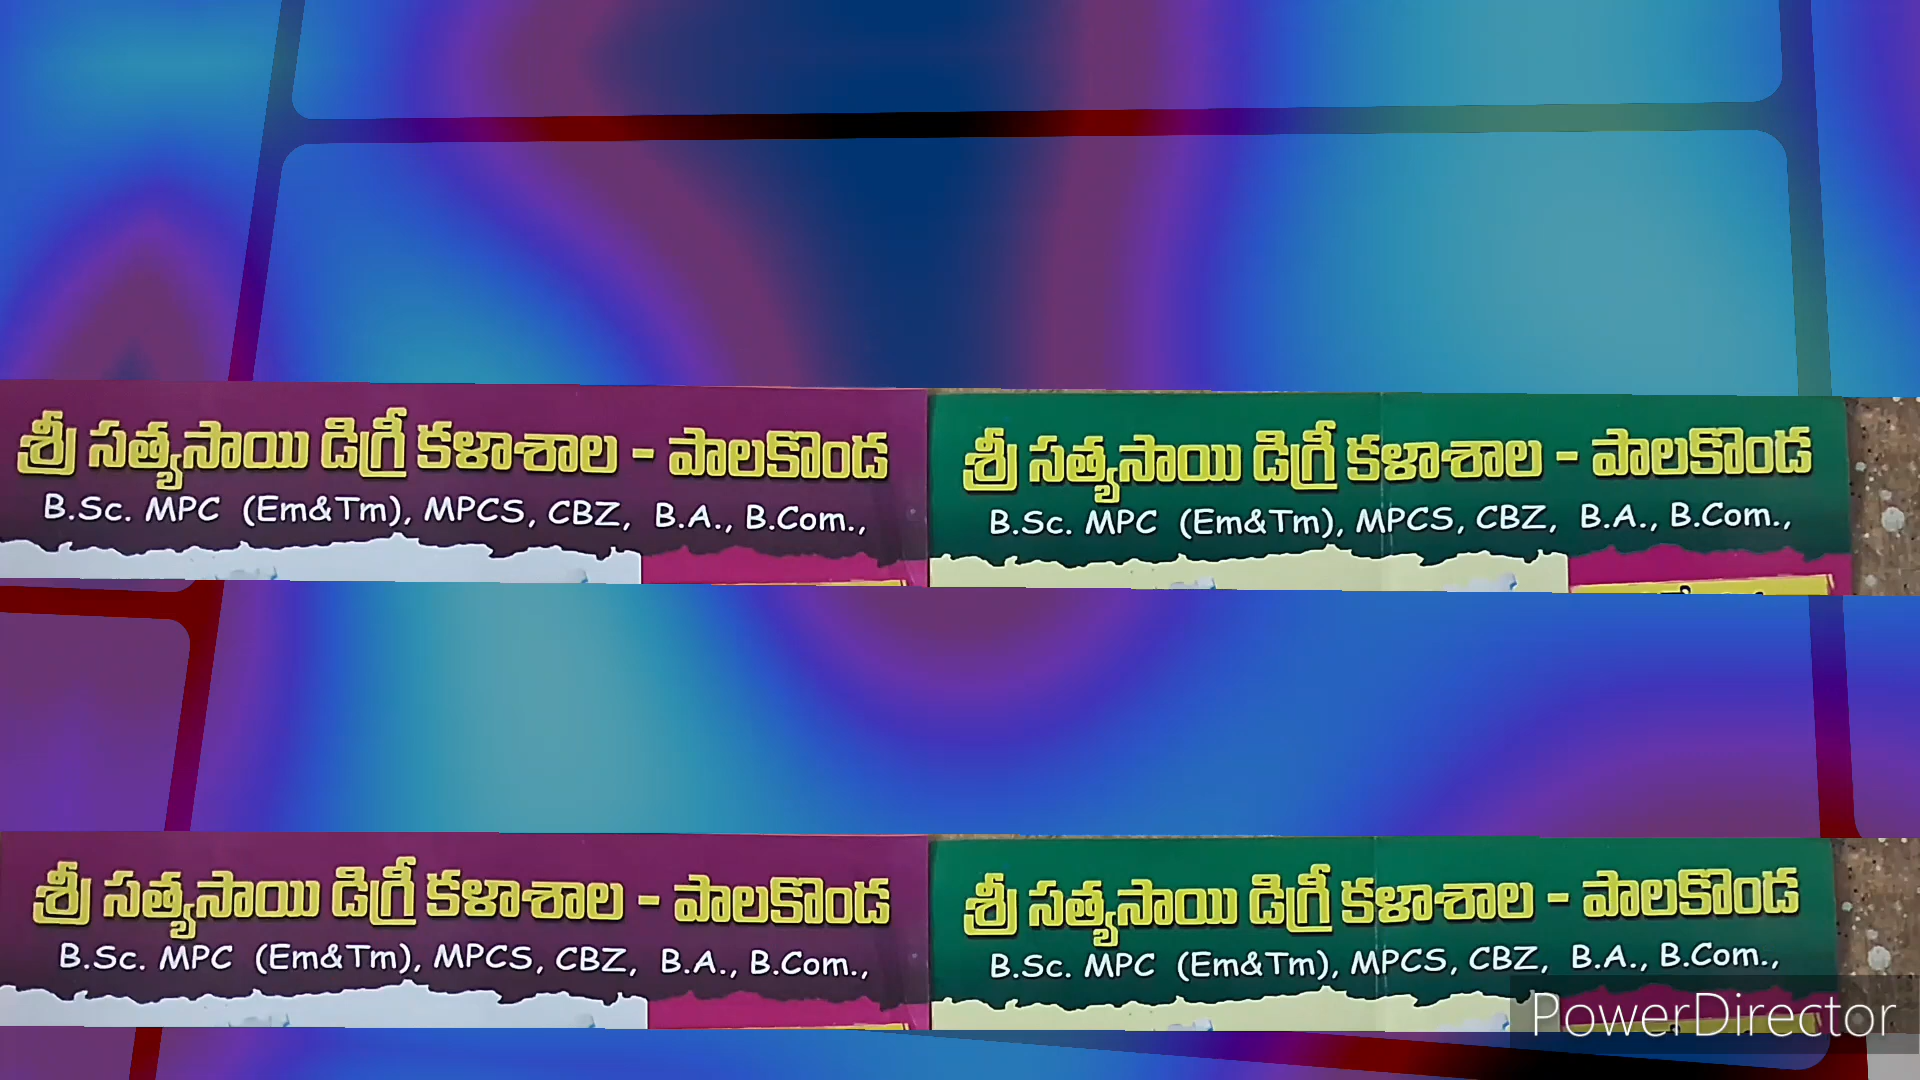 శ్రీ సత్యసాయి డిగ్రీ కళాశాల - పాలకొండ
B.Sc. MPC (Em&Tm), MPCS, CBZ, B.A., B.Com.,
శ్రీ సత్యసాయి డిగ్రీ కళాశాల - పాలకొండ
B.Sc. MPC (Em&Tm), MPCS, CBZ, B.A., B.Com.,
శ్రీ సత్యసాయి డిగ్రీ కళాశాల - పాలకొండ
B.Sc. MPC (Em&Tm), MPCS, CBZ, B.A., B.Com.,
శ్రీ సత్యసాయి డిగ్రీ కళాశాల - పాలకొండ
B.Sc. MPC (Em&Tm), MPCS, CBZ, B.A., B.Com.,
PowerDirector